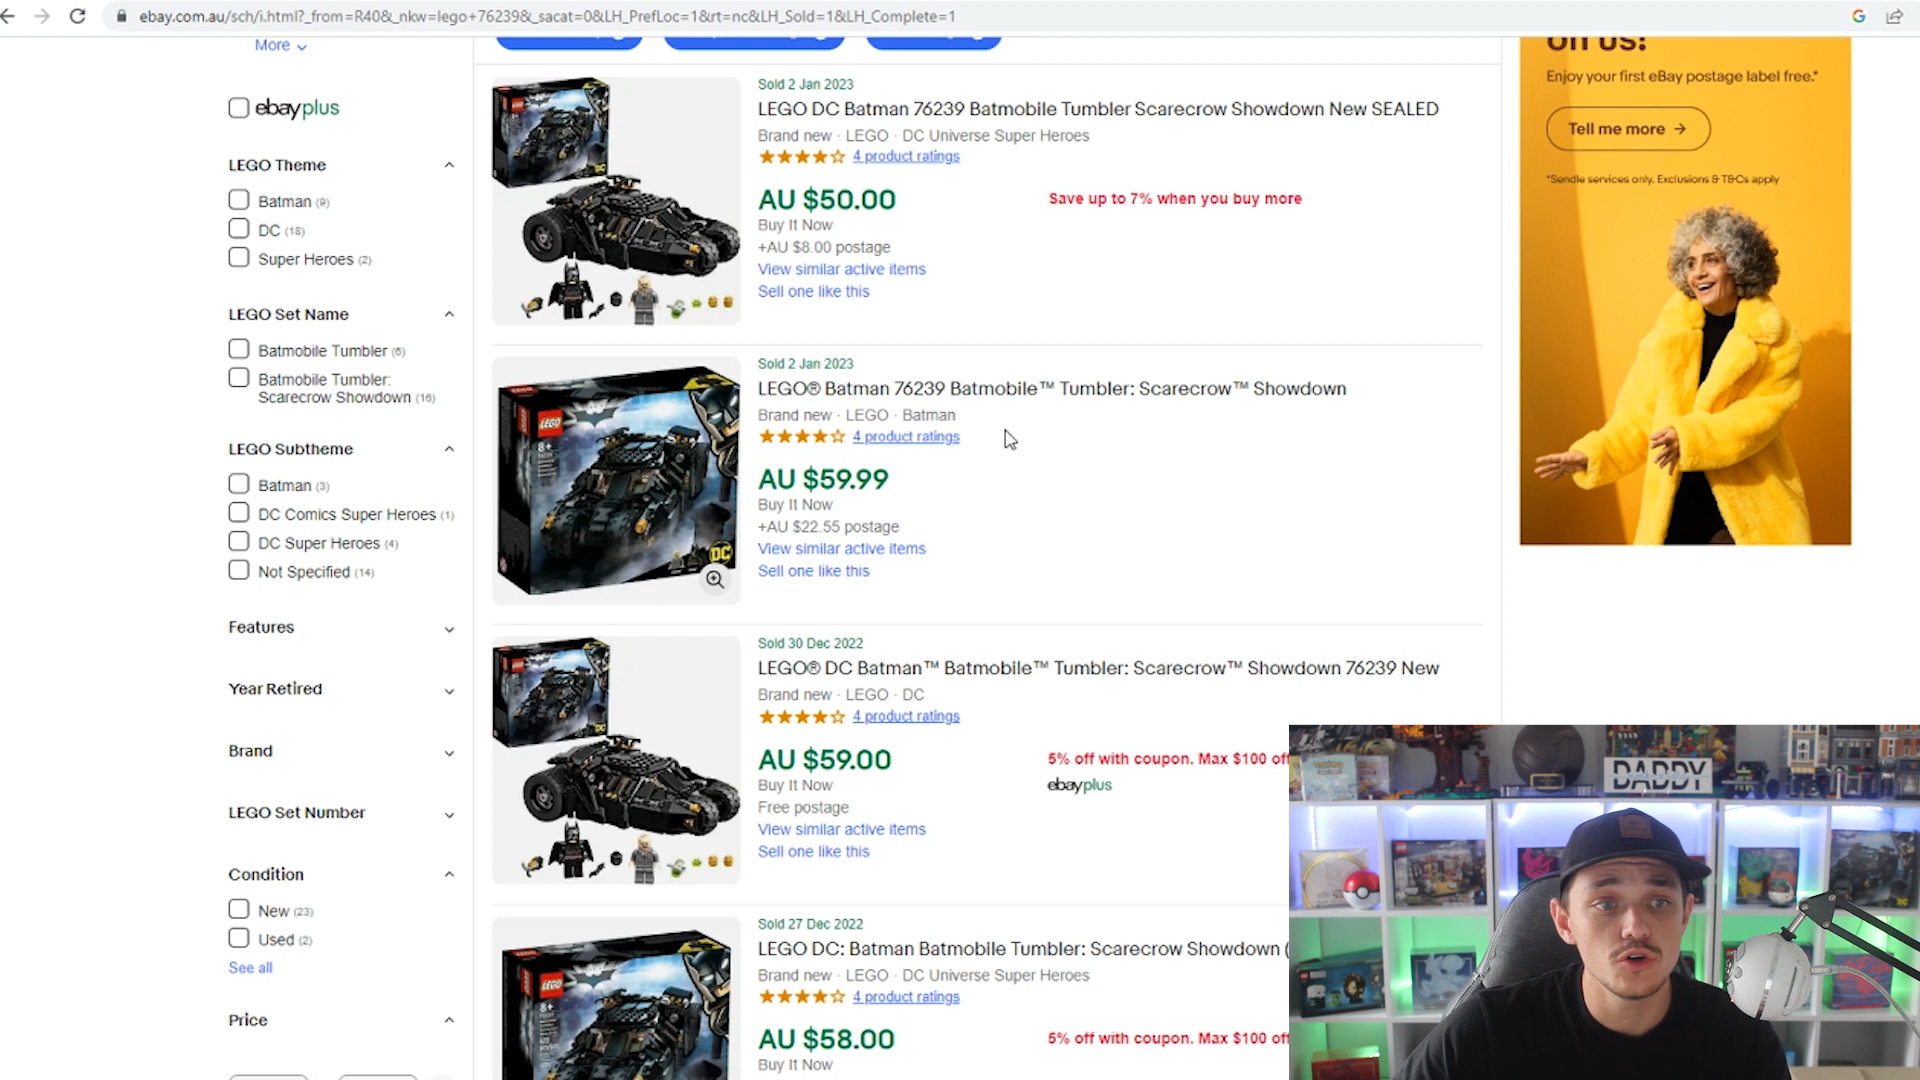 ebay.com.au/sch/i.html?_from=R40&_nkw=lego+76239&_sacat=0&LH_PrefLoc=1&rt=nc&LH_Sold=1&LH_Complete=1
More
ebayplus
LEGO Theme
Batman (9)
DC (18)
Super Heroes (2)
LEGO Set Name
Batmobile Tumbler (6)
Batmobile Tumbler:
Scarecrow Showdown (16)
LEGO Subtheme
Batman (3)
DC Comics Super Heroes (1)
DC Super Heroes (4)
Not Specified (14)
Features
Year Retired
Brand
LEGO Set Number
Condition
New (23)
Used (2)
See all
Price
Sold 2 Jan 2023
LEGO DC Batman 76239 Batmobile Tumbler Scarecrow Showdown New SEALED
Brand new · LEGO · DC Universe Super Heroes
4 product ratings
AU $50.00
Save up to 7% when you buy more
Buy It Now
+AU $8.00 postage
View similar active items
Sell one like this
Sold 2 Jan 2023
LEGO® Batman 76239 Batmobile™ Tumbler: Scarecrow™ Showdown
Brand new · LEGO · Batman
4 product ratings
AU $59.99
Buy It Now
+AU $22.55 postage
View similar active items
Sell one like this
LEGO
8+
DC
Sold 30 Dec 2022
LEGO® DC Batman™ Batmobile™ Tumbler: Scarecrow™ Showdown 76239 New
Brand new · LEGO · DC
4 product ratings
AU $59.00
5% off with coupon. Max $100 off
Buy It Now
ebayplus
Free postage
View similar active items
Sell one like this
Sold 27 Dec 2022
LEGO DC: Batman Batmobile Tumbler: Scarecrow Showdown (
Brand new · LEGO · DC Universe Super Heroes
4 product ratings
AU $58.00
5% off with coupon. Max $100 off
Buy It Now
LEGO
8+
on us!
Enjoy your first eBay postage label free.*
Tell me more →
*Sendle services only. Exclusions & T&Cs apply
DADDY